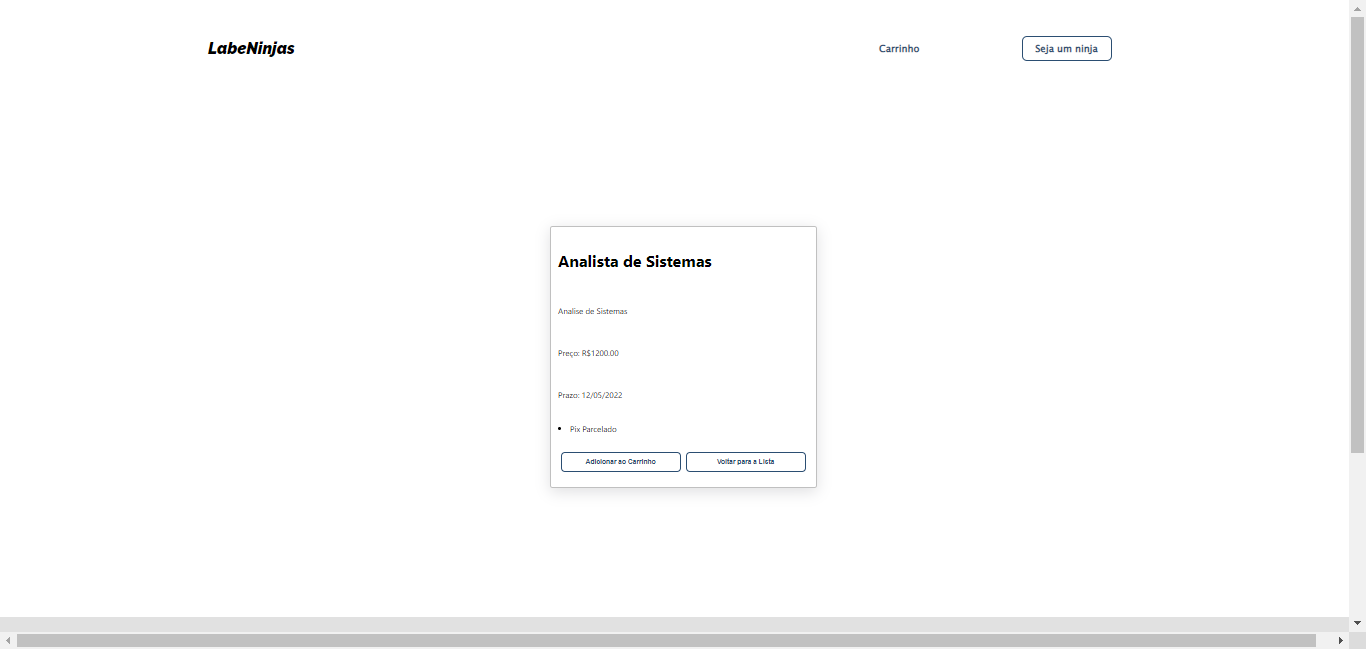 LabeNinjas
Carrinho
Seja um ninja
Analista de Sistemas
Analise de Sistemas
Preço: R$1200.00
Prazo: 12/05/2022
Pix Parcelado
Adicionar ao Carrinho
Voltar para a Lista